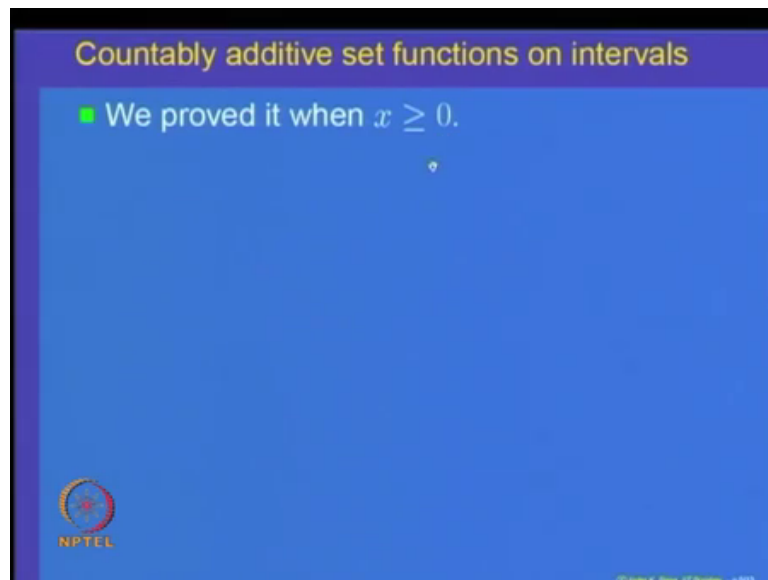 Countably additive set functions on intervals
We proved it when x ≥ 0.
NPTEL